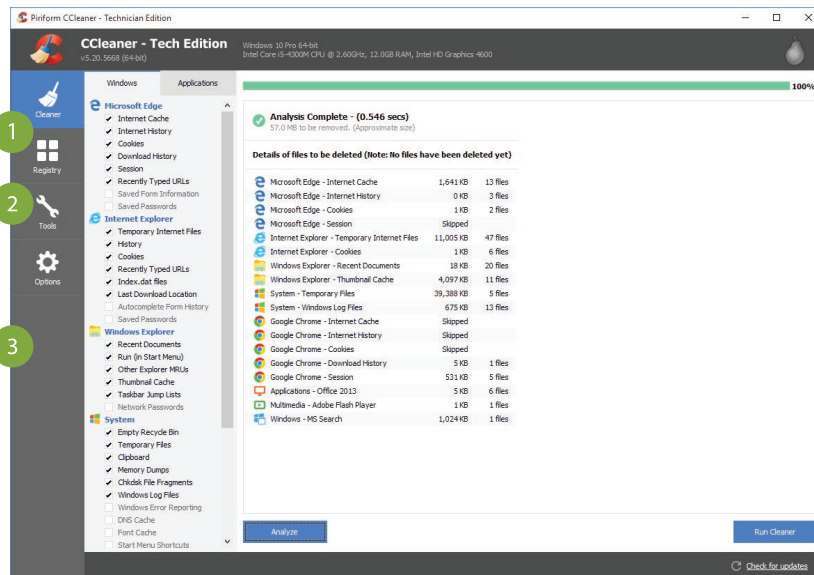 Piriform CCleaner - Technician Edition
CCleaner - Tech Edition
v5.20.5668 (64-bit)
Windows 10 Pro 64-bit
Intel Core i5-4300M CPU @ 2.60GHz, 12.0GB RAM, Intel HD Graphics 4600
Cleaner
1
Registry
2
Tools
Options
3
Windows
Applications
Microsoft Edge
Internet Cache
Internet History
Cookies
Download History
Session
Recently Typed URLs
Saved Form Information
Saved Passwords
Internet Explorer
Temporary Internet Files
History
Cookies
Recently Typed URLs
Index.dat files
Last Download Location
Autocomplete Form History
Saved Passwords
Windows Explorer
Recent Documents
Run (in Start Menu)
Other Explorer MRUs
Thumbnail Cache
Taskbar Jump Lists
Network Passwords
System
Empty Recycle Bin
Temporary Files
Clipboard
Memory Dumps
Chkdsk File Fragments
Windows Log Files
Windows Error Reporting
DNS Cache
Font Cache
Start Menu Shortcuts
100%
Analysis Complete - (0.546 secs)
57.0 MB to be removed. (Approximate size)
Details of files to be deleted (Note: No files have been deleted yet)
Microsoft Edge - Internet Cache 1,641 KB 13 files
Microsoft Edge - Internet History 0 KB 3 files
Microsoft Edge - Cookies 1 KB 2 files
Microsoft Edge - Session Skipped
Internet Explorer - Temporary Internet Files 11,005 KB 47 files
Internet Explorer - Cookies 1 KB 6 files
Windows Explorer - Recent Documents 18 KB 20 files
Windows Explorer - Thumbnail Cache 4,097 KB 11 files
System - Temporary Files 39,388 KB 5 files
System - Windows Log Files 675 KB 13 files
Google Chrome - Internet Cache Skipped
Google Chrome - Internet History Skipped
Google Chrome - Cookies Skipped
Google Chrome - Download History 5 KB 1 files
Google Chrome - Session 531 KB 5 files
Applications - Office 2013 5 KB 6 files
Multimedia - Adobe Flash Player 1 KB 1 files
Windows - MS Search 1,024 KB 1 files
Analyze
Run Cleaner
Check for updates